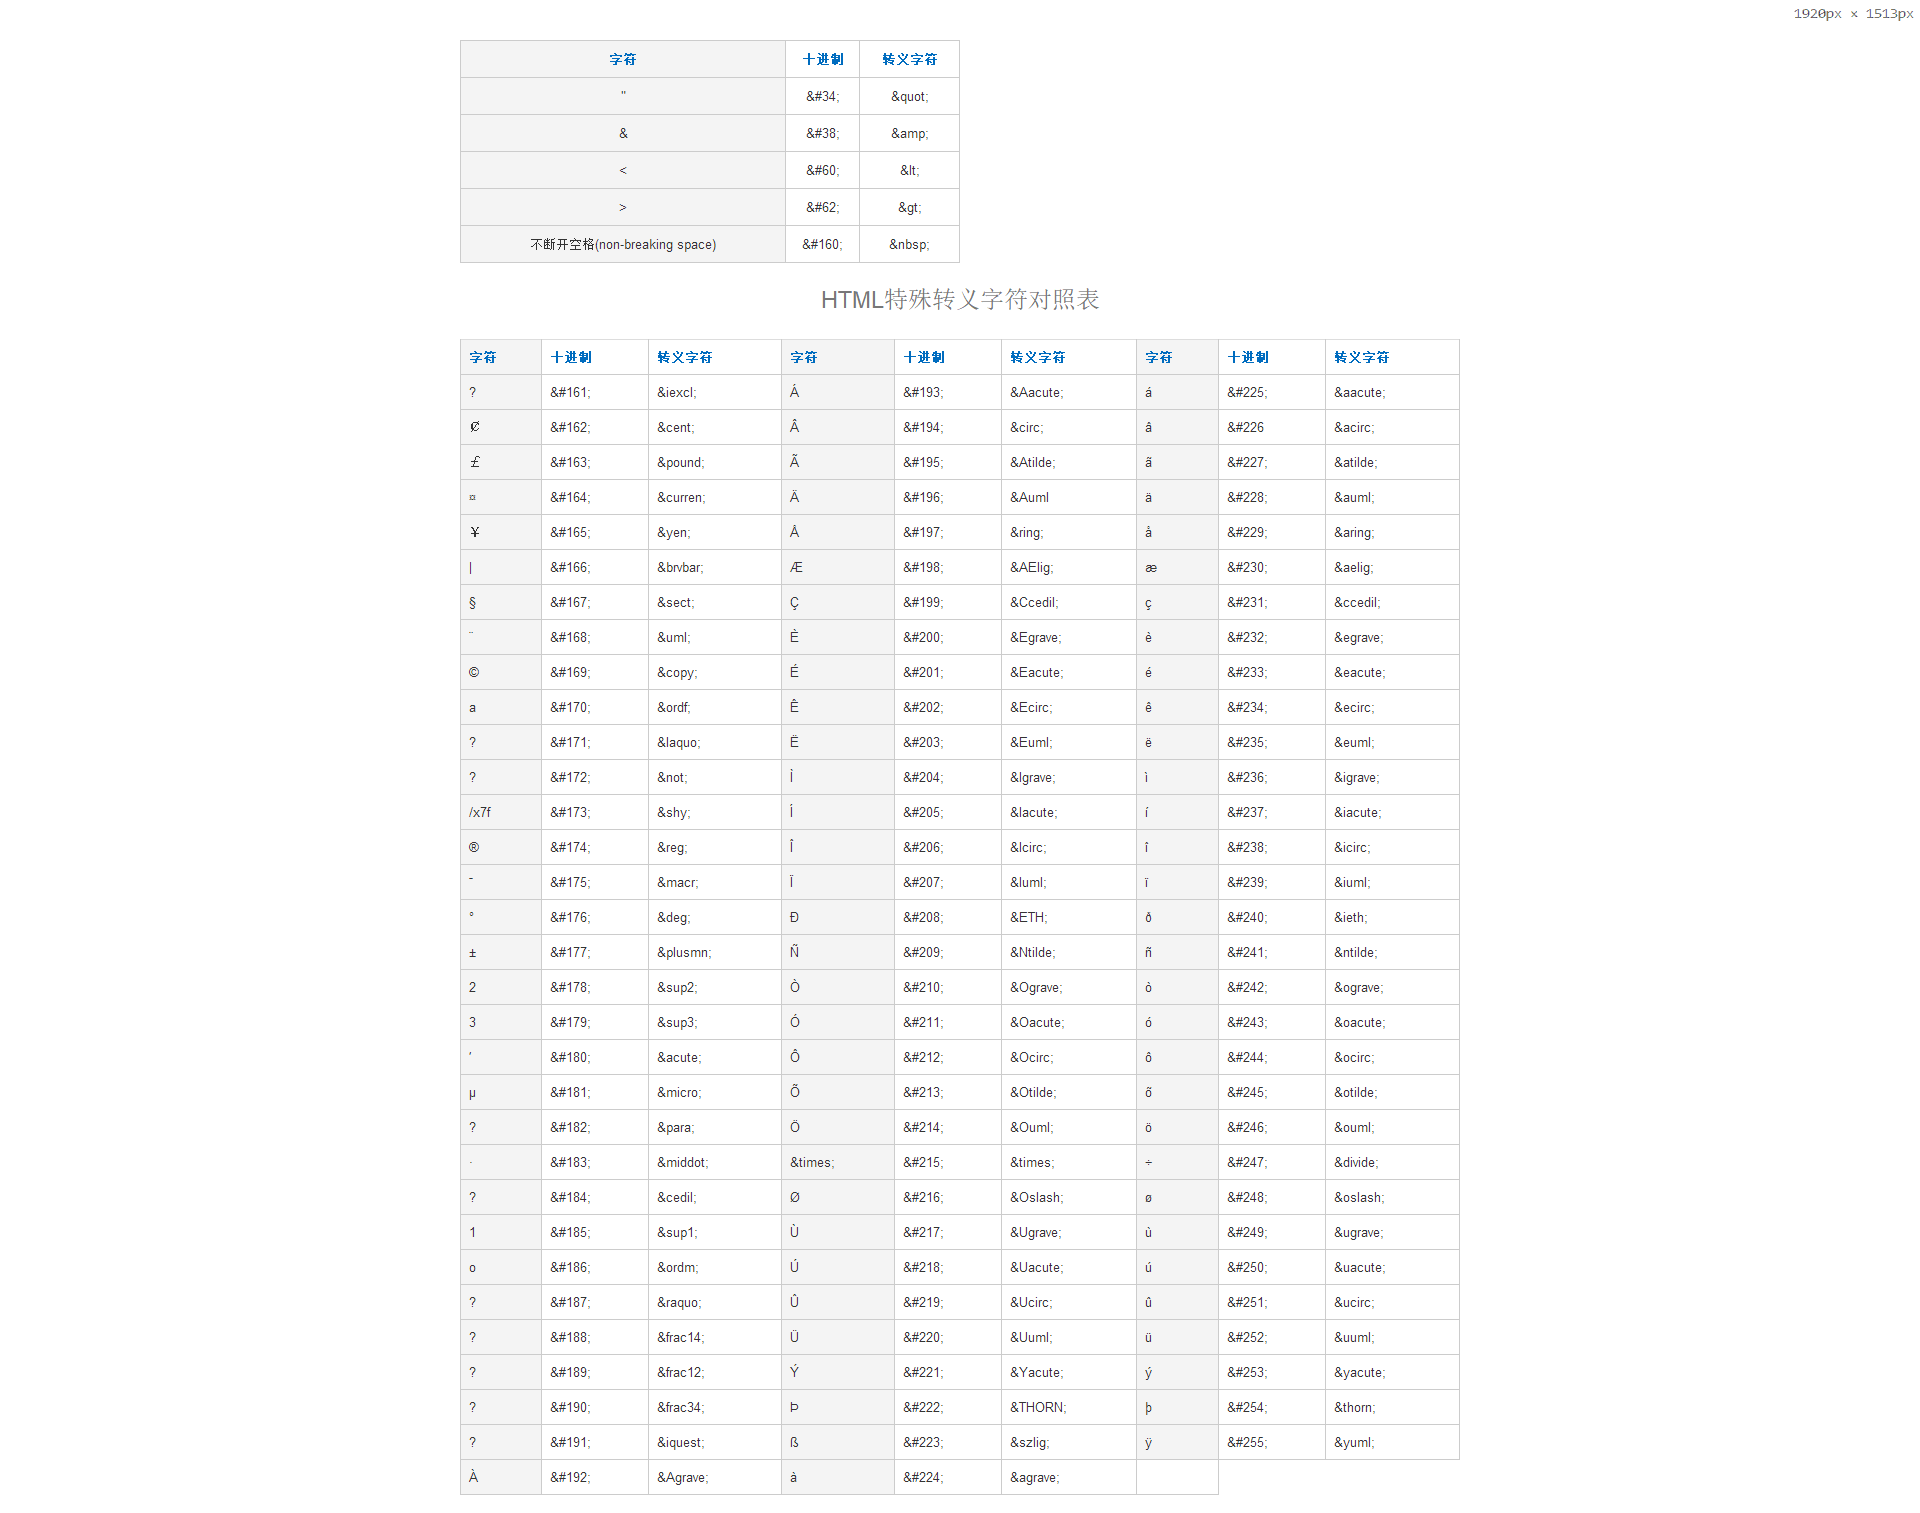 1920px × 1513px
字符 十进制 转义字符
" &#34; &quot;
& &#38; &amp;
< &#60; &lt;
> &#62; &gt;
不断开空格(non-breaking space) &#160; &nbsp;
HTML特殊转义字符对照表
字符 十进制 转义字符 字符 十进制 转义字符 字符 十进制 转义字符
? &#161; &iexcl; Á &#193; &Aacute; á &#225; &aacute;
₡ &#162; &cent; Â &#194; &circ; â &#226 &acirc;
£ &#163; &pound; Ã &#195; &Atilde; ã &#227; &atilde;
¤ &#164; &curren; Ä &#196; &Auml ä &#228; &auml;
¥ &#165; &yen; Å &#197; &ring; å &#229; &aring;
| &#166; &brvbar; Æ &#198; &AElig; æ &#230; &aelig;
§ &#167; &sect; Ç &#199; &Ccedil; ç &#231; &ccedil;
¨ &#168; &uml; È &#200; &Egrave; è &#232; &egrave;
© &#169; &copy; É &#201; &Eacute; é &#233; &eacute;
a &#170; &ordf; Ê &#202; &Ecirc; ê &#234; &ecirc;
? &#171; &laquo; Ë &#203; &Euml; ë &#235; &euml;
? &#172; &not; Ì &#204; &Igrave; ì &#236; &igrave;
/x7f &#173; &shy; Í &#205; &Iacute; í &#237; &iacute;
® &#174; &reg; Î &#206; &Icirc; î &#238; &icirc;
ˉ &#175; &macr; Ï &#207; &Iuml; ï &#239; &iuml;
° &#176; &deg; Ð &#208; &ETH; ð &#240; &ieth;
± &#177; &plusmn; Ñ &#209; &Ntilde; ñ &#241; &ntilde;
2 &#178; &sup2; Ò &#210; &Ograve; ò &#242; &ograve;
3 &#179; &sup3; Ó &#211; &Oacute; ó &#243; &oacute;
′ &#180; &acute; Ô &#212; &Ocirc; ô &#244; &ocirc;
μ &#181; &micro; Õ &#213; &Otilde; õ &#245; &otilde;
? &#182; &para; Ö &#214; &Ouml; ö &#246; &ouml;
· &#183; &middot; &times; &#215; &times; ÷ &#247; &divide;
? &#184; &cedil; Ø &#216; &Oslash; ø &#248; &oslash;
1 &#185; &sup1; Ù &#217; &Ugrave; ù &#249; &ugrave;
o &#186; &ordm; Ú &#218; &Uacute; ú &#250; &uacute;
? &#187; &raquo; Û &#219; &Ucirc; û &#251; &ucirc;
? &#188; &frac14; Ü &#220; &Uuml; ü &#252; &uuml;
? &#189; &frac12; Ý &#221; &Yacute; ý &#253; &yacute;
? &#190; &frac34; Þ &#222; &THORN; þ &#254; &thorn;
? &#191; &iquest; ß &#223; &szlig; ÿ &#255; &yuml;
À &#192; &Agrave; à &#224; &agrave;